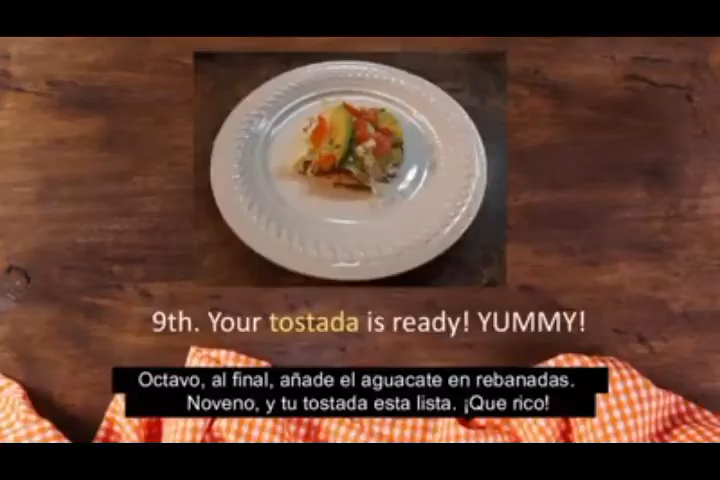 9th. Your tostada is ready! YUMMY!
Octavo, al final, añade el aguacate en rebanadas.
Noveno, y tu tostada esta lista. ¡Que rico!